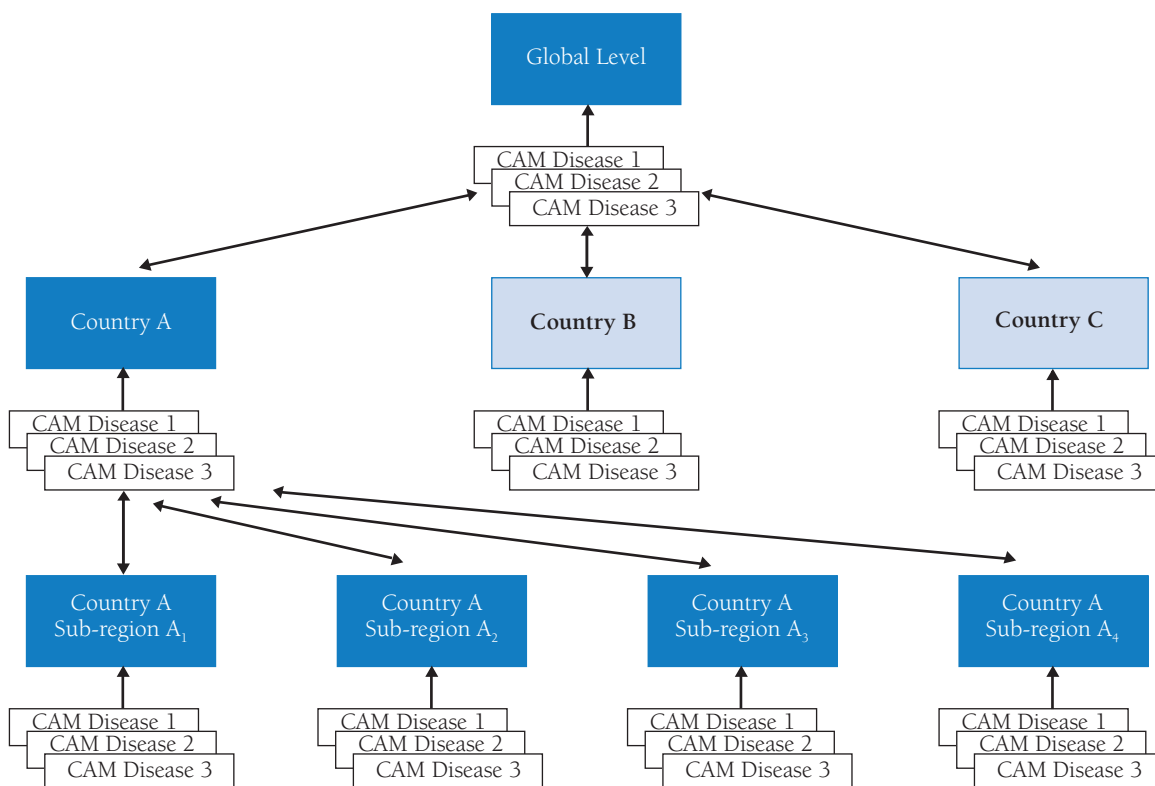 Global Level
CAM Disease 1
CAM Disease 2
CAM Disease 3
Country A
Country B
Country C
CAM Disease 1
CAM Disease 2
CAM Disease 3
CAM Disease 1
CAM Disease 2
CAM Disease 3
CAM Disease 1
CAM Disease 2
CAM Disease 3
Country A
Sub-region A₁
Country A
Sub-region A₂
Country A
Sub-region A₃
Country A
Sub-region A₄
CAM Disease 1
CAM Disease 2
CAM Disease 3
CAM Disease 1
CAM Disease 2
CAM Disease 3
CAM Disease 1
CAM Disease 2
CAM Disease 3
CAM Disease 1
CAM Disease 2
CAM Disease 3